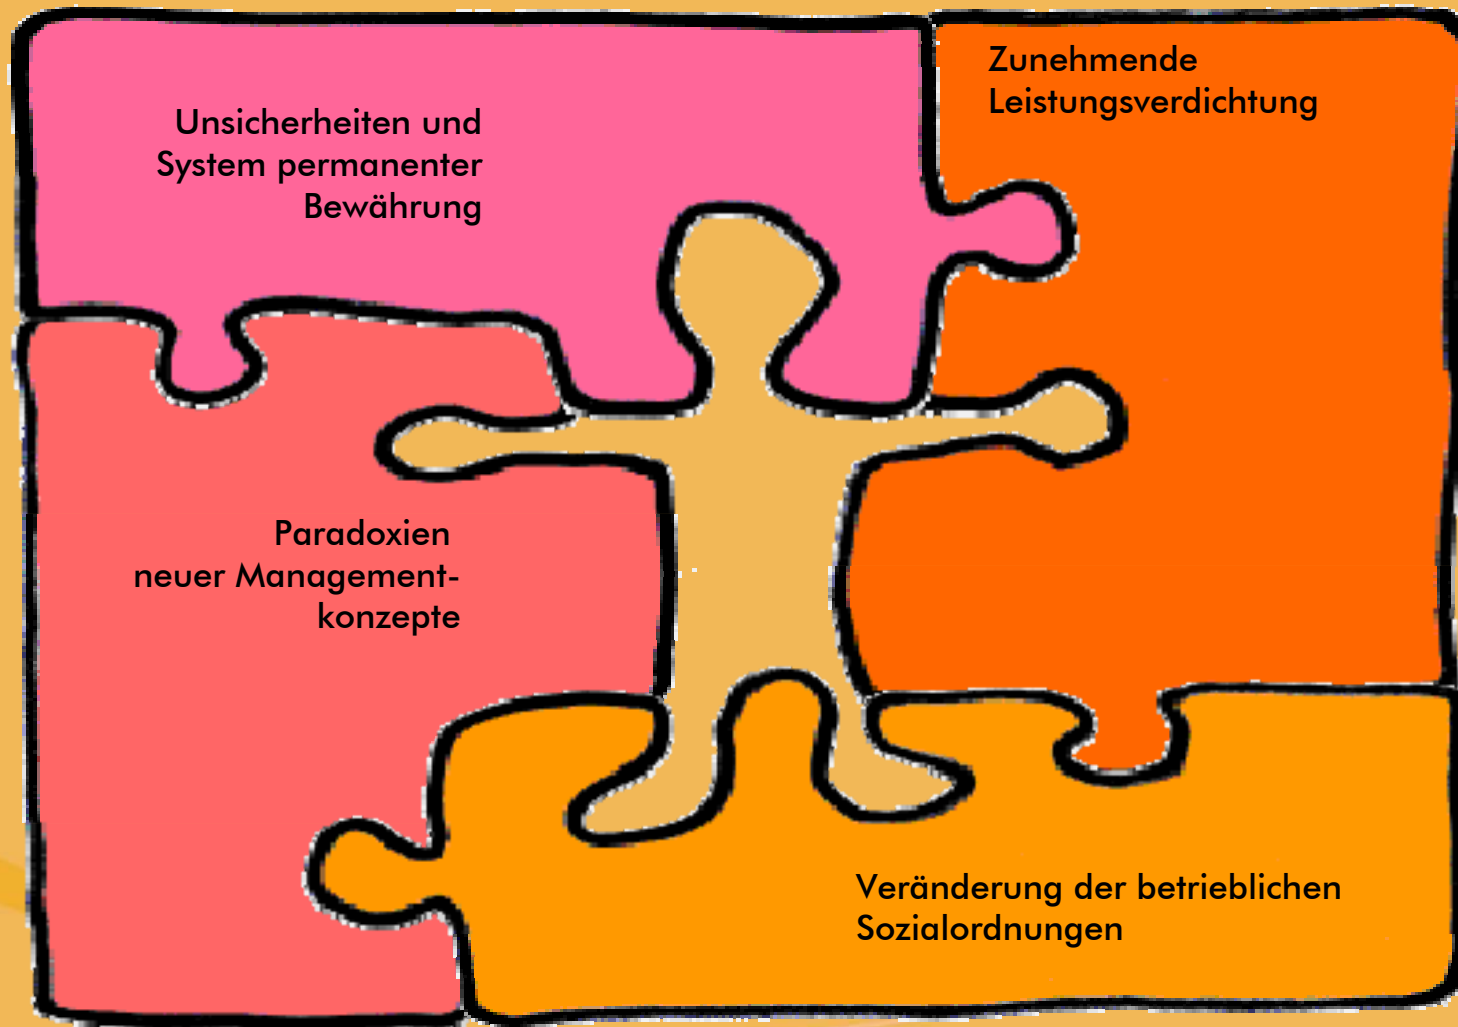 Unsicherheiten und
System permanenter
Bewährung
Zunehmende
Leistungsverdichtung
Paradoxien
neuer Management-
konzepte
Veränderung der betrieblichen
Sozialordnungen